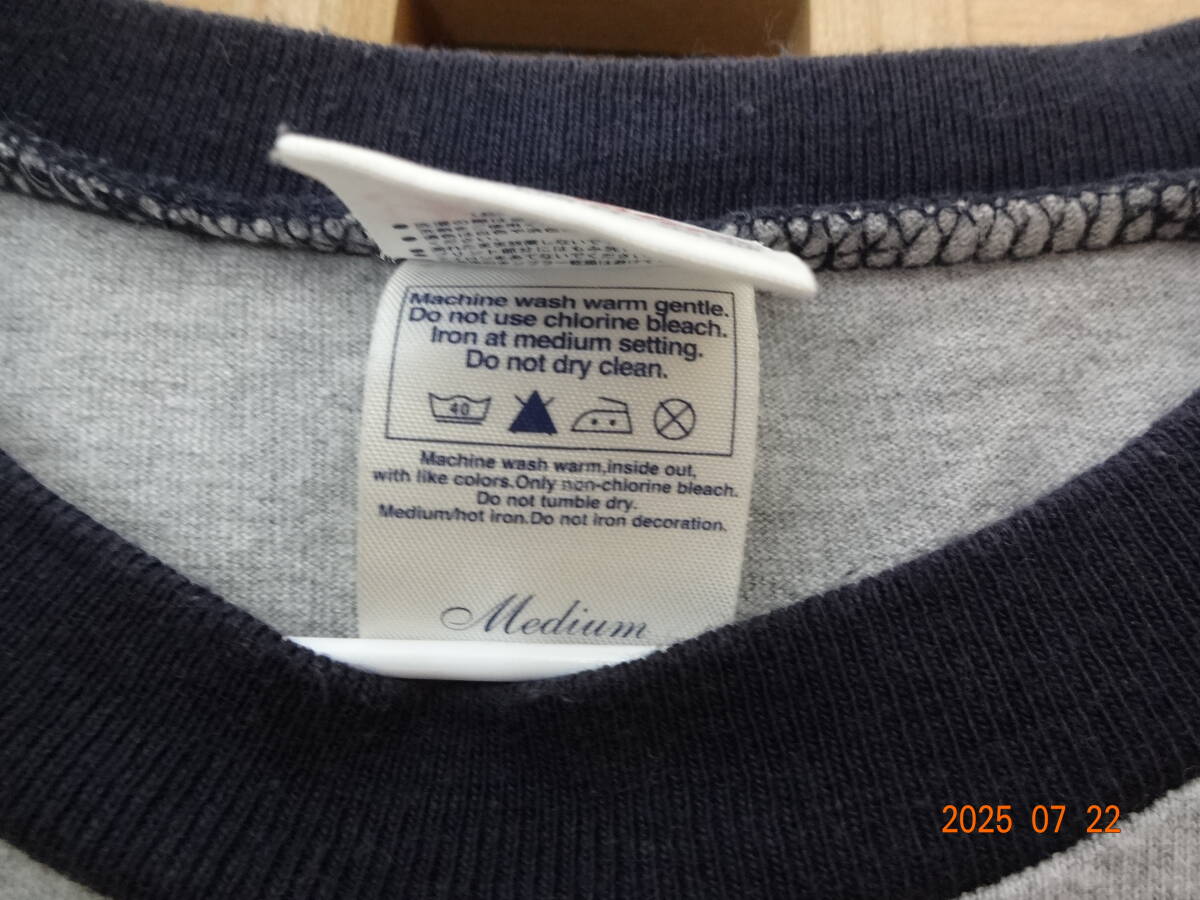 Machine wash warm gentle.
Do not use chlorine bleach.
Iron at medium setting.
Do not dry clean.
40
Machine wash warm,inside out,
with like colors.Only non-chlorine bleach.
Do not tumble dry.
Medium/hot iron.Do not iron decoration.
Medium
2025 07 22